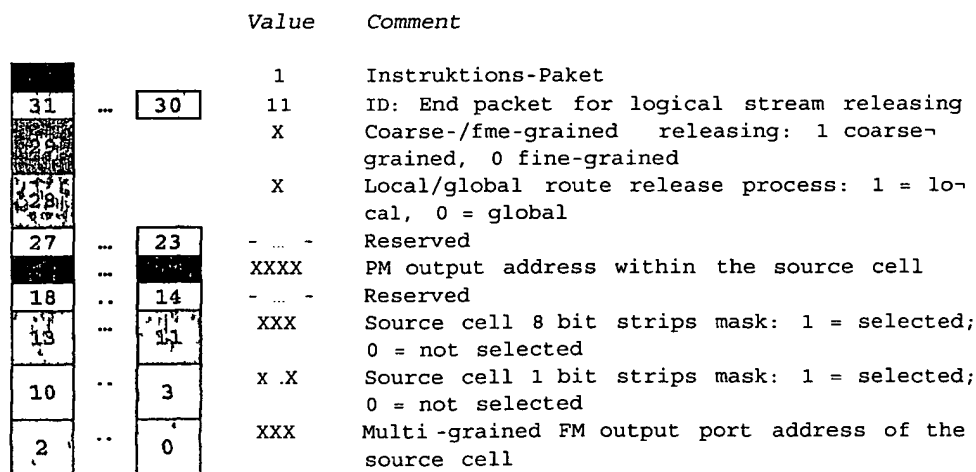 Value Comment
1 Instruktions-Paket
31 … 30 11 ID: End packet for logical stream releasing
29 X Coarse-/fme-grained releasing: 1 coarse¬
grained, 0 fine-grained
28 X Local/global route release process: 1 = lo¬
cal, 0 = global
27 … 23 - … - Reserved
… XXXX PM output address within the source cell
18 .. 14 - … - Reserved
13 … 11 XXX Source cell 8 bit strips mask: 1 = selected;
0 = not selected
10 .. 3 X .X Source cell 1 bit strips mask: 1 = selected;
0 = not selected
2 .. 0 XXX Multi -grained FM output port address of the
source cell